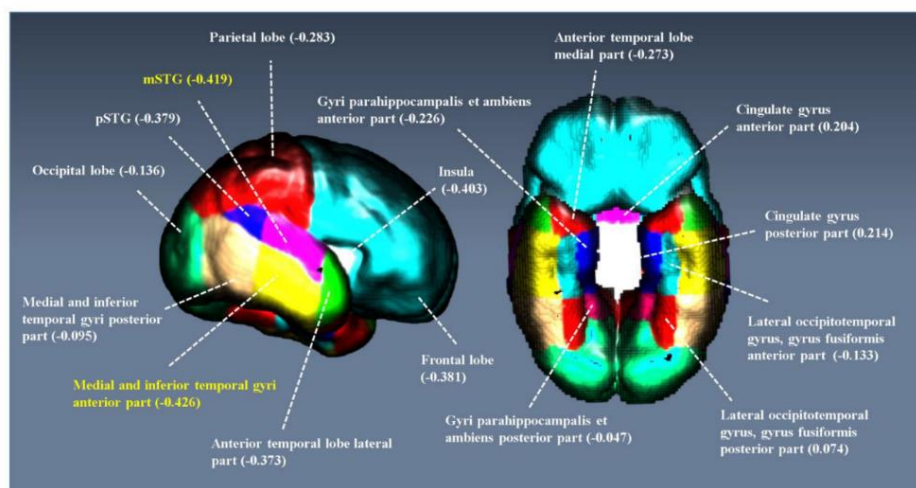 Parietal lobe (-0.283)
mSTG (-0.419)
pSTG (-0.379)
Occipital lobe (-0.136)
Insula
(-0.403)
Medial and inferior
temporal gyri posterior
part (-0.095)
Medial and inferior temporal gyri
anterior part (-0.426)
Anterior temporal lobe lateral
part (-0.373)
Frontal lobe
(-0.381)
Anterior temporal lobe
medial part (-0.273)
Gyri parahippocampalis et ambiens
anterior part (-0.226)
Cingulate gyrus
anterior part (0.204)
Cingulate gyrus
posterior part (0.214)
Lateral occipitotemporal
gyrus, gyrus fusiformis
anterior part (-0.133)
Gyri parahippocampalis et
ambiens posterior part (-0.047)
Lateral occipitotemporal
gyrus, gyrus fusiformis
posterior part (0.074)